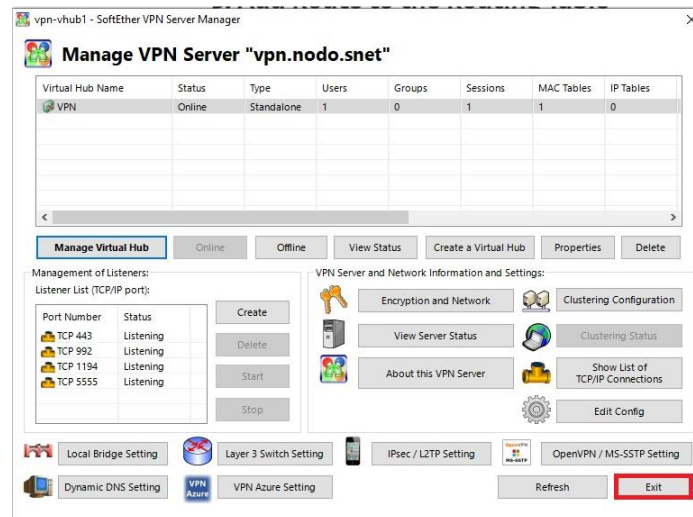 vpn-vhub1 - SoftEther VPN Server Manager
Manage VPN Server "vpn.nodo.snet"
Virtual Hub Name Status Type Users Groups Sessions MAC Tables IP Tables
VPN Online Standalone 1 0 1 1 0
Manage Virtual Hub Online Offline View Status Create a Virtual Hub Properties Delete
Management of Listeners:
Listener List (TCP/IP port):
Port Number Status
TCP 443 Listening
TCP 992 Listening
TCP 1194 Listening
TCP 5555 Listening
Create
Delete
Start
Stop
VPN Server and Network Information and Settings:
Encryption and Network Clustering Configuration
View Server Status Clustering Status
About this VPN Server Show List of
TCP/IP Connections
Edit Config
Local Bridge Setting Layer 3 Switch Setting IPsec / L2TP Setting OpenVPN MS-SSTP OpenVPN / MS-SSTP Setting
Dynamic DNS Setting VPN Azure VPN Azure Setting Refresh Exit